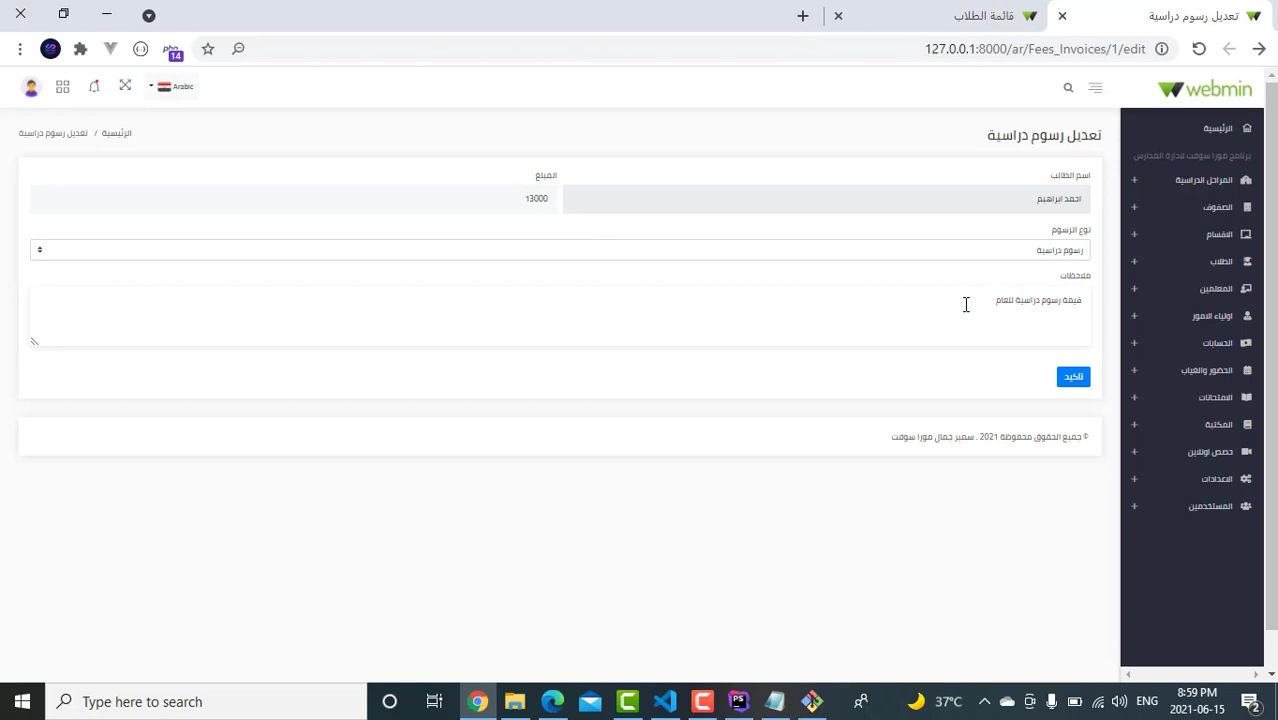 تعديل رسوم دراسية
قائمة الطلاب
127.0.0.1:8000/ar/Fees_Invoices/1/edit
php
14
webmin
Arabic
الرئيسية
برنامج مورا سوفت لادارة المدارس
المراحل الدراسية
الصفوف
الاقسام
الطلاب
المعلمين
اولياء الامور
الحسابات
الحضور والغياب
الامتحانات
المكتبة
حصص اونلاين
الاعدادات
المستخدمين
تعديل رسوم دراسية
الرئيسية / تعديل رسوم دراسية
اسم الطالب
المبلغ
احمد ابراهيم
13000
نوع الرسوم
رسوم دراسية
ملاحظات
قيمة رسوم دراسية للعام
تاكيد
© جميع الحقوق محفوظة 2021 . سمير جمال مورا سوفت
Type here to search
37°C
ENG
8:59 PM
2021-06-15
2